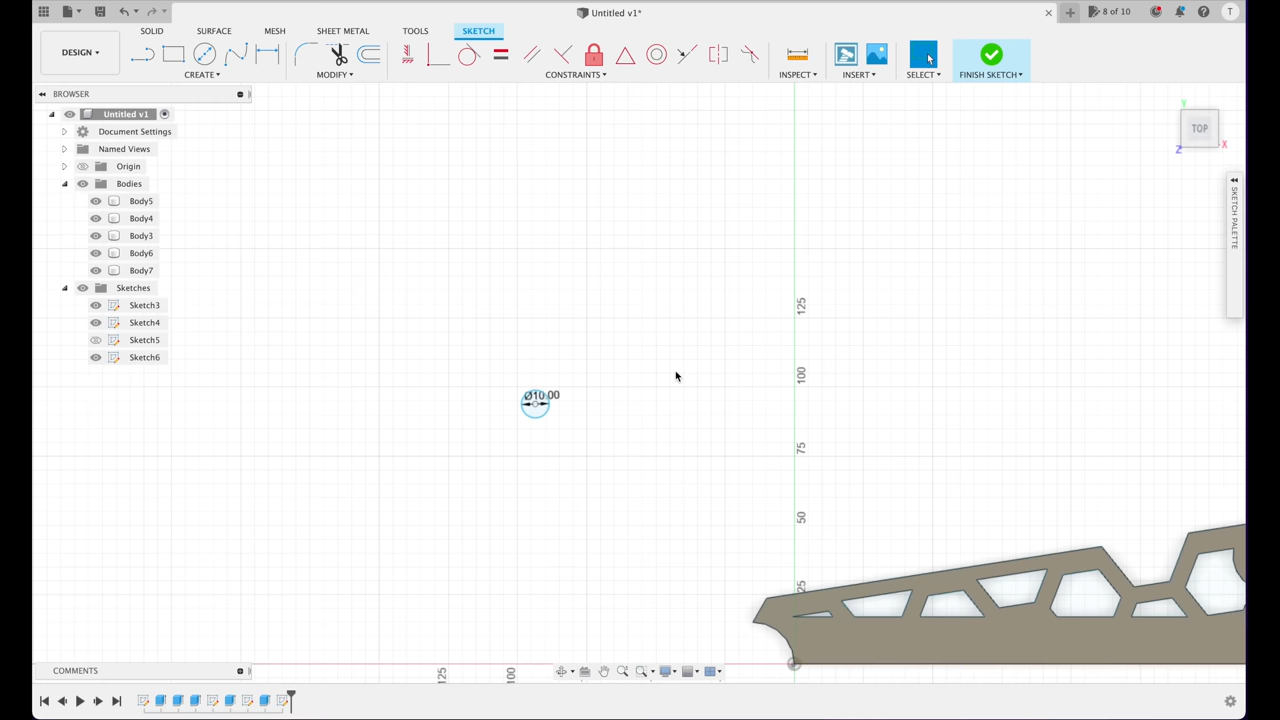 Untitled v1*
8 of 10
T
DESIGN
SOLID SURFACE MESH SHEET METAL TOOLS SKETCH
CREATE MODIFY CONSTRAINTS INSPECT INSERT SELECT FINISH SKETCH
BROWSER
Untitled v1
Document Settings
Named Views
Origin
Bodies
Body5
Body4
Body3
Body6
Body7
Sketches
Sketch3
Sketch4
Sketch5
Sketch6
Y
TOP
X
Z
SKETCH PALETTE
125
100
75
50
25
Ø10.00
125
100
COMMENTS